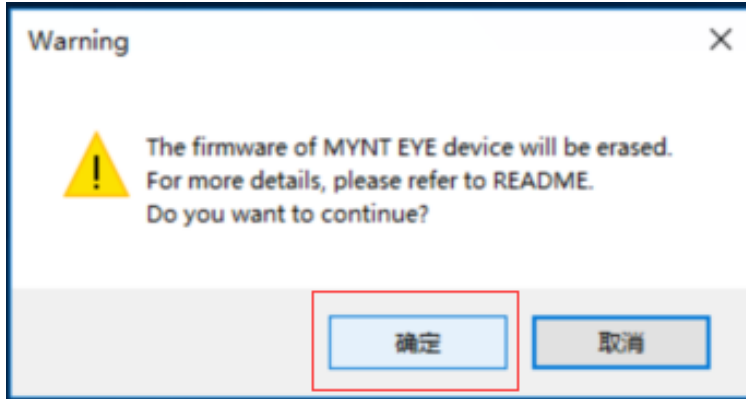 Warning
The firmware of MYNT EYE device will be erased.
For more details, please refer to README.
Do you want to continue?
确定
取消